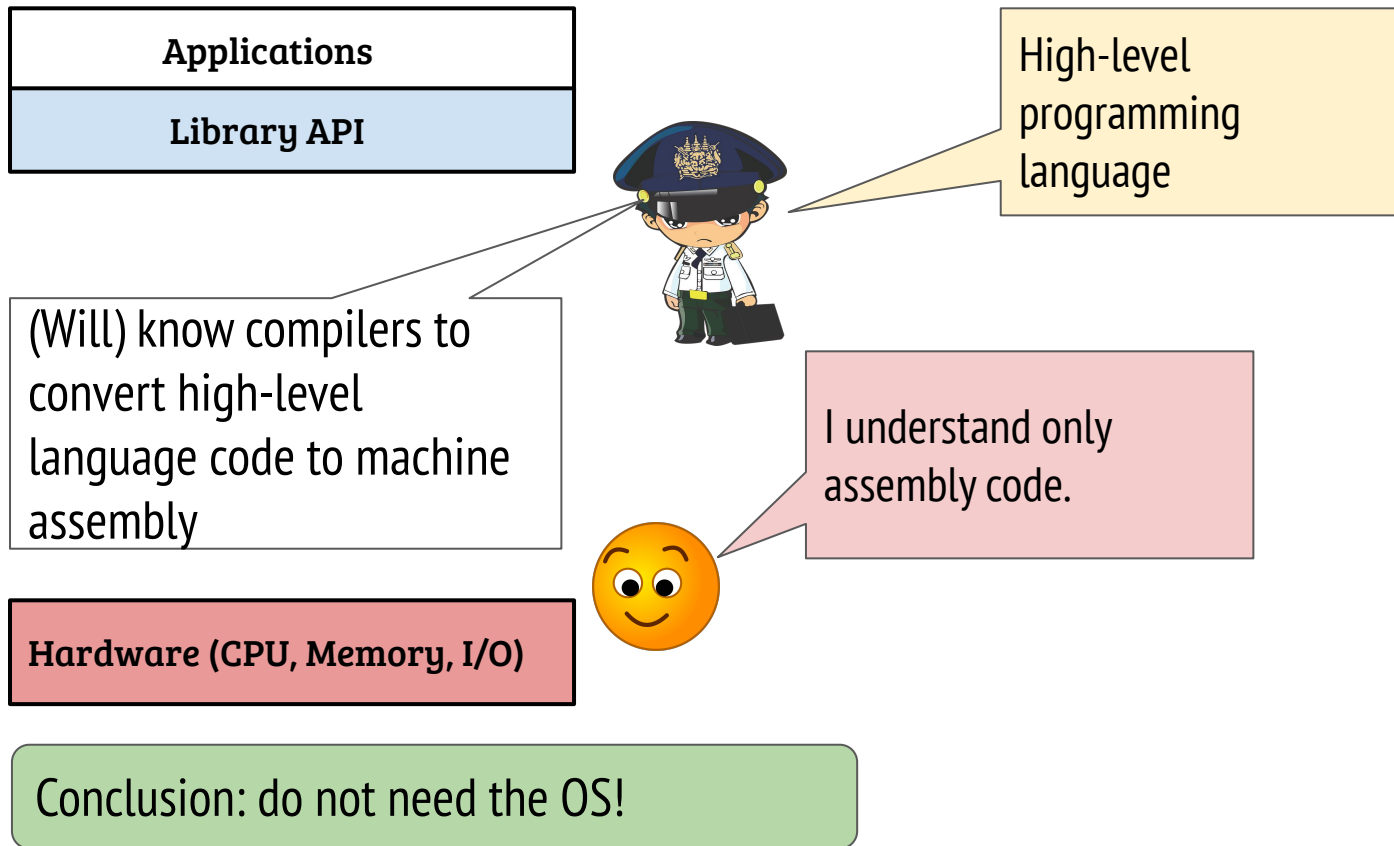 Applications
Library API
High-level
programming
language
(Will) know compilers to
convert high-level
language code to machine
assembly
I understand only
assembly code.
Hardware (CPU, Memory, I/O)
Conclusion: do not need the OS!